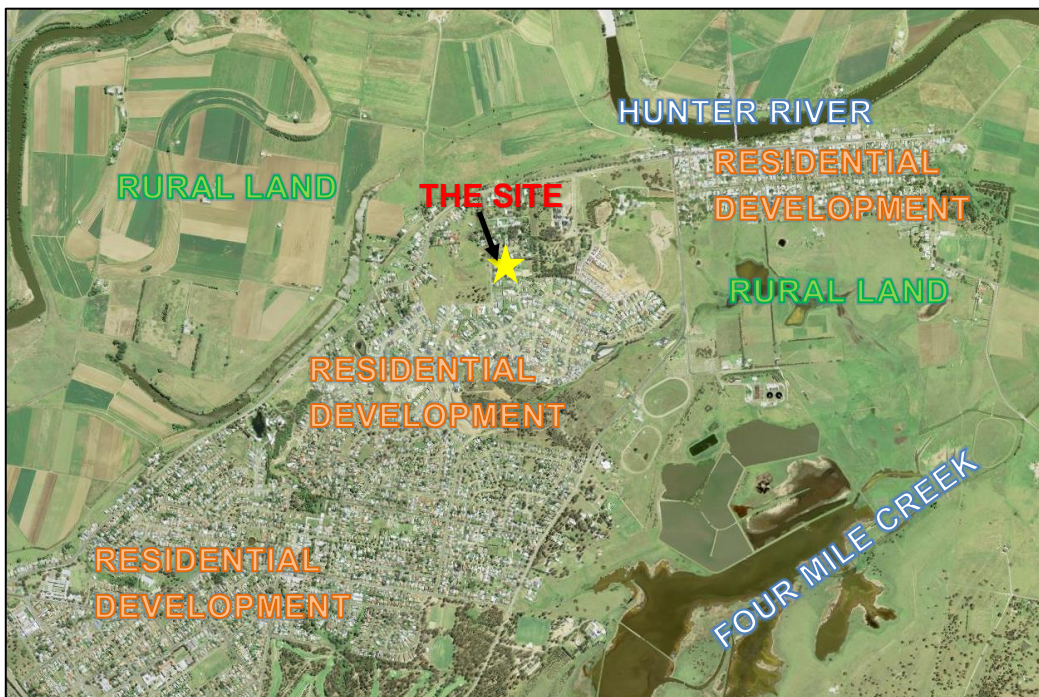 HUNTER RIVER
RESIDENTIAL
DEVELOPMENT
RURAL LAND
THE SITE
RURAL LAND
RESIDENTIAL
DEVELOPMENT
FOUR MILE CREEK
RESIDENTIAL
DEVELOPMENT